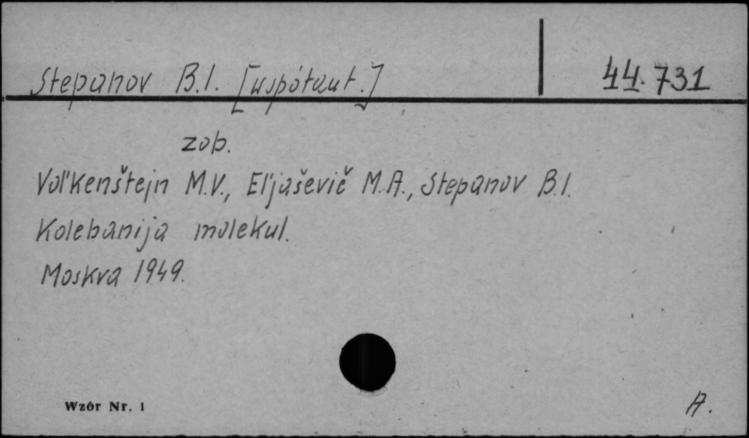 Stepanov B.I. [współaut.] 44.731
zob.
Vol'kenštejn M.V., El'jaševič M.A., Stepanov B.I.
Kolebanija molekul.
Moskva 1949.
Wzór Nr. 1 A.